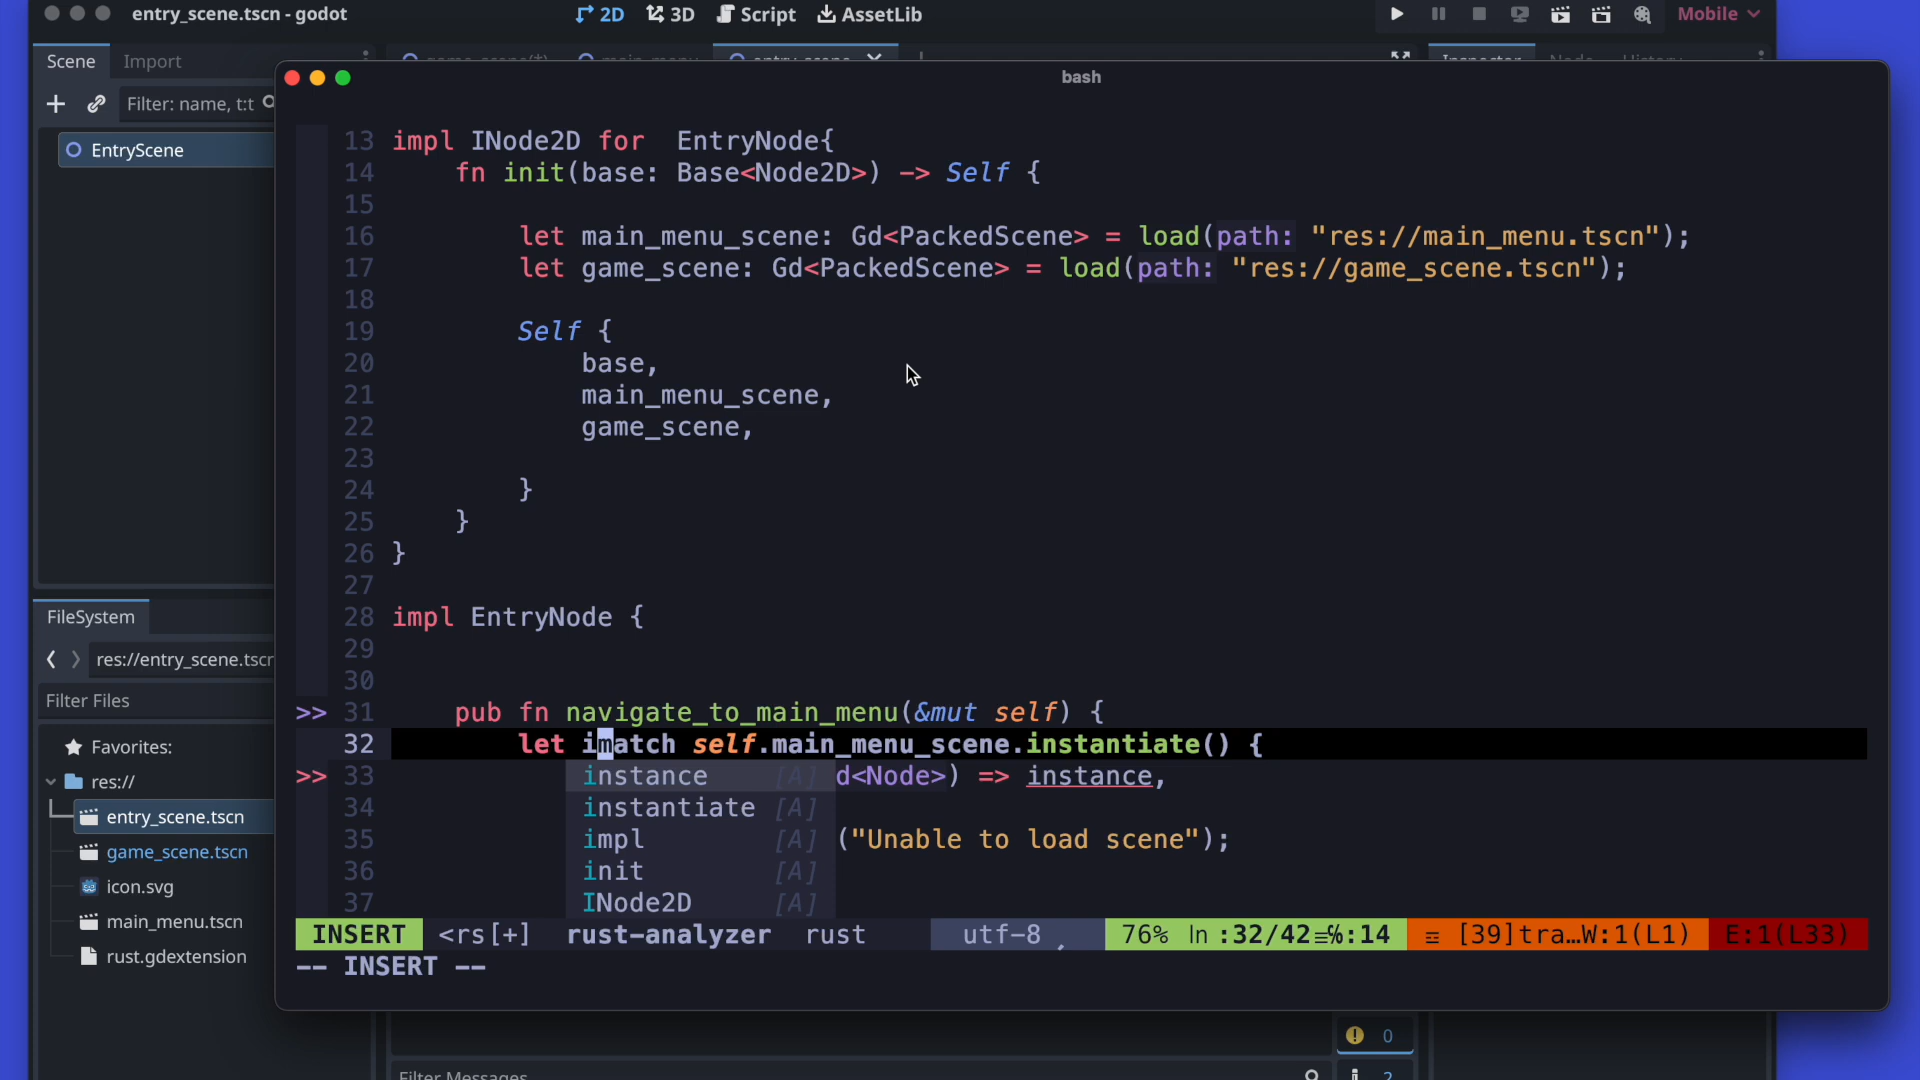 entry_scene.tscn - godot
2D 3D Script AssetLib
Mobile
Scene Import
Filter: name, t:t
EntryScene
FileSystem
res://entry_scene.tscn
Filter Files
Favorites:
res://
entry_scene.tscn
game_scene.tscn
icon.svg
main_menu.tscn
rust.gdextension
bash
13 impl INode2D for  EntryNode{
14     fn init(base: Base<Node2D>) -> Self {
15
16         let main_menu_scene: Gd<PackedScene> = load(path: "res://main_menu.tscn");
17         let game_scene: Gd<PackedScene> = load(path: "res://game_scene.tscn");
18
19         Self {
20             base,
21             main_menu_scene,
22             game_scene,
23
24         }
25     }
26 }
27
28 impl EntryNode {
29
30
>> 31     pub fn navigate_to_main_menu(&mut self) {
32         let imatch self.main_menu_scene.instantiate() {
>> 33 instance [A] d<Node>) => instance,
34 instantiate [A]
35 impl [A] ("Unable to load scene");
36 init [A]
37 INode2D [A]
INSERT <rs[+] rust-analyzer rust utf-8 76% ln :32/42≡℅:14 ☲ [39]tra…W:1(L1) E:1(L33)
-- INSERT --
0
Filter Messages
2